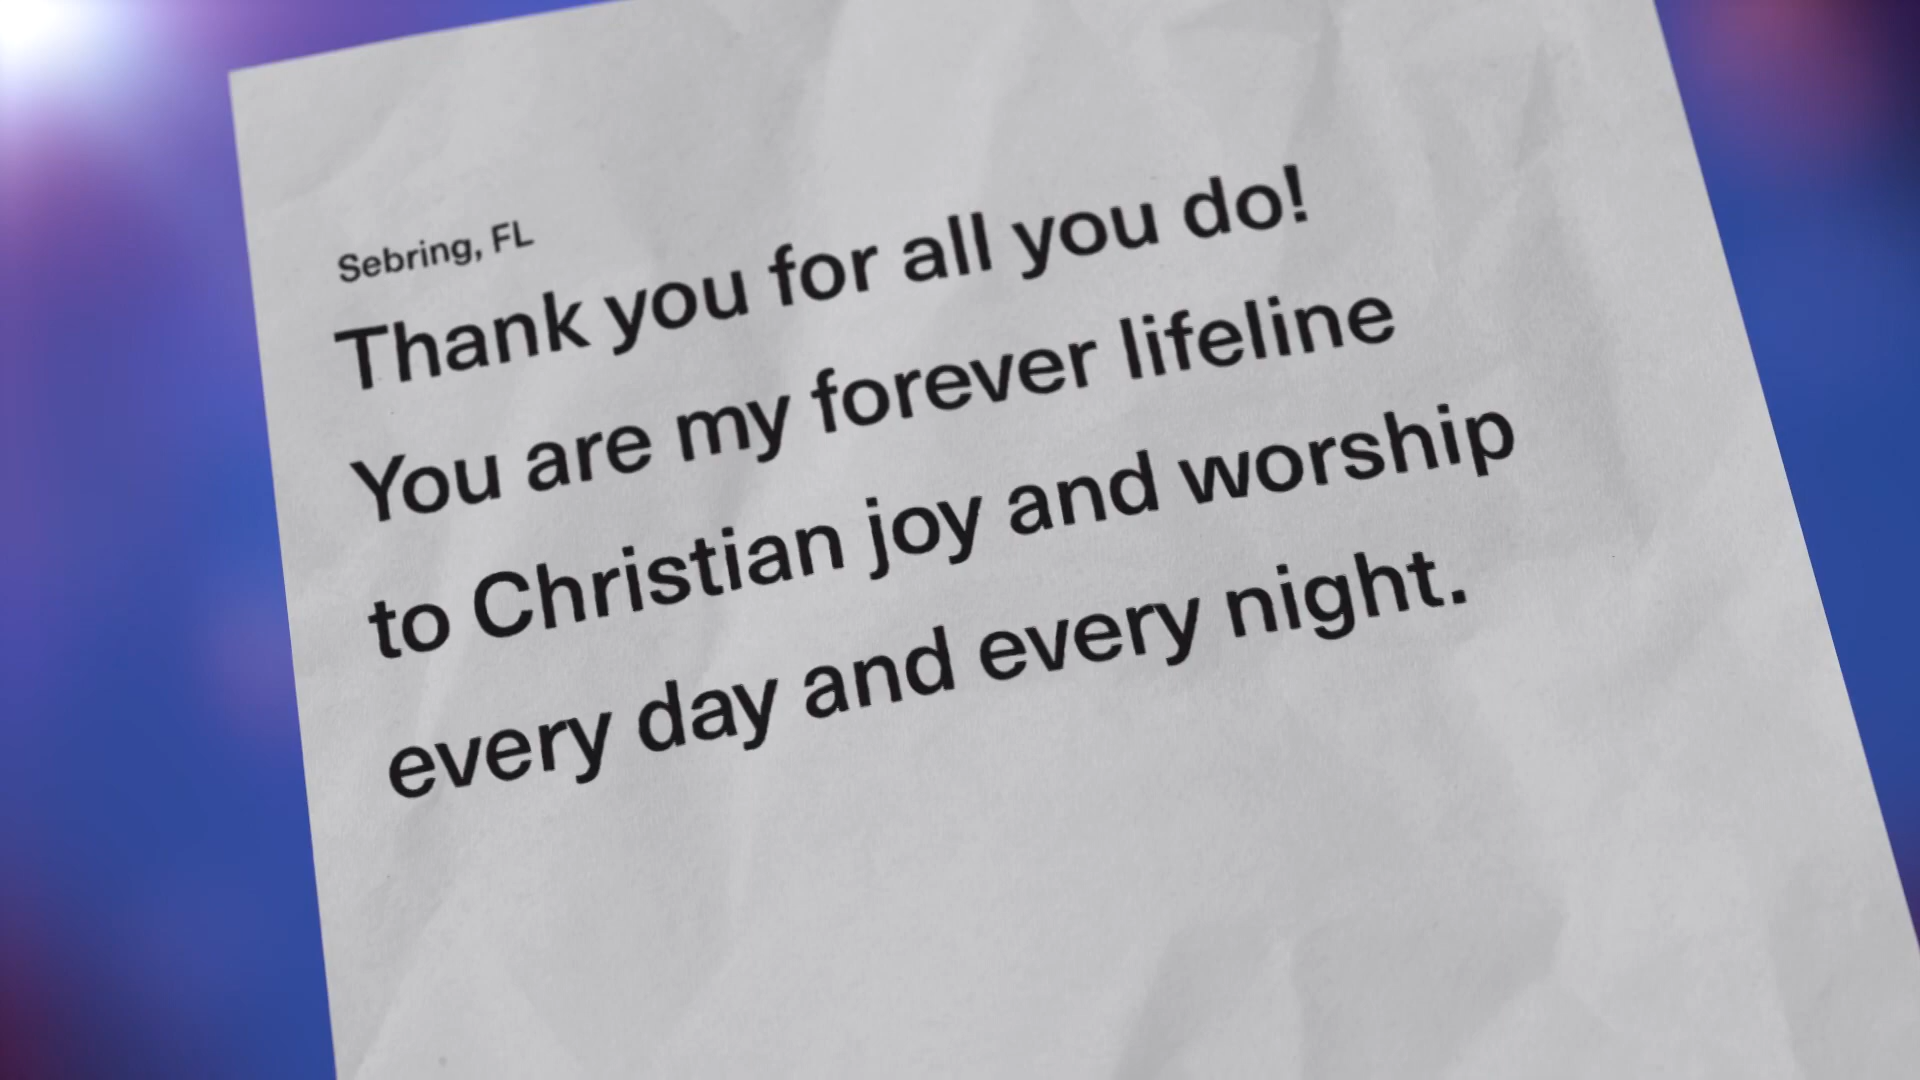 Sebring, FL
Thank you for all you do!
You are my forever lifeline
to Christian joy and worship
every day and every night.